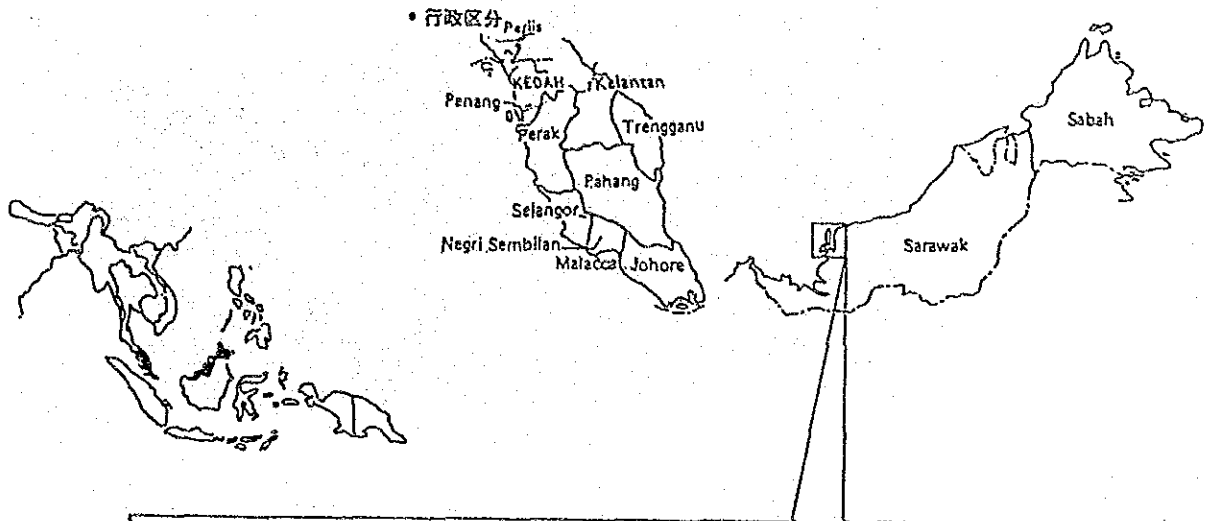 • 行政区分
Perlis
KEDAH
Kelantan
Penang
Perak
Trengganu
Pahang
Selangor
Negri Sembilan
Malacca
Johore
Sabah
Sarawak